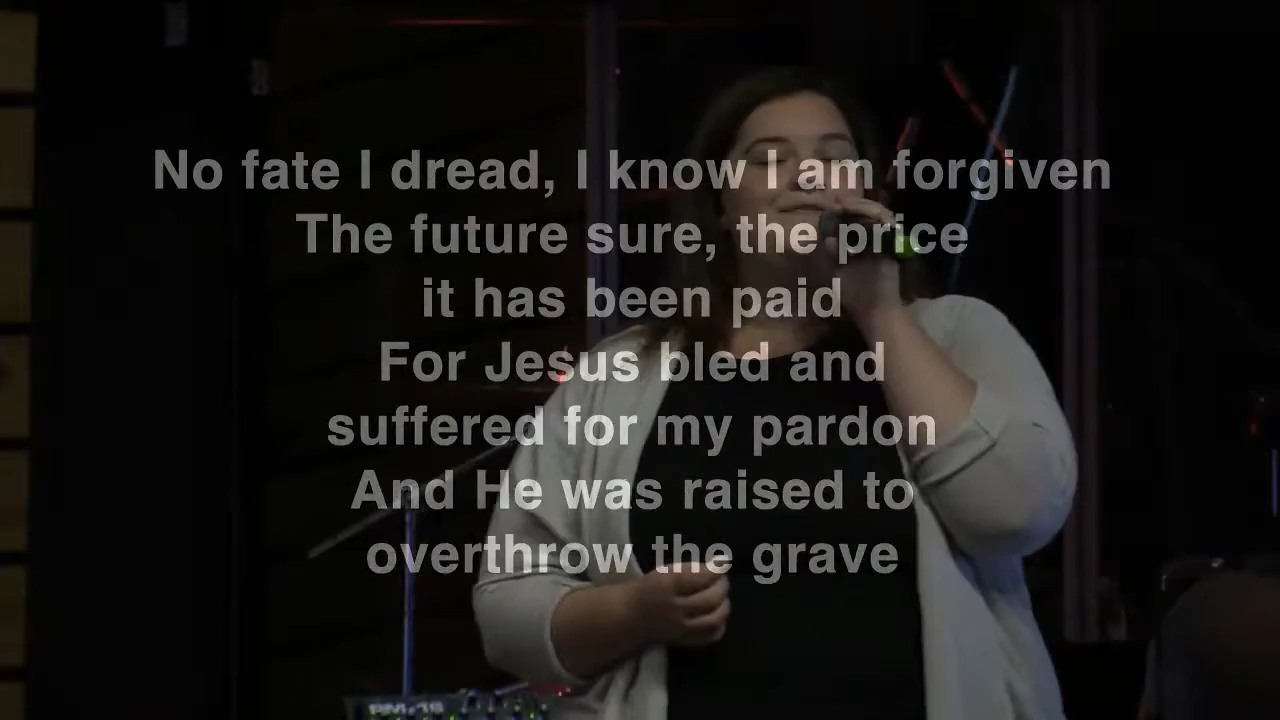 No fate I dread, I know I am forgiven
The future sure, the price
it has been paid
For Jesus bled and
suffered for my pardon
And He was raised to
overthrow the grave